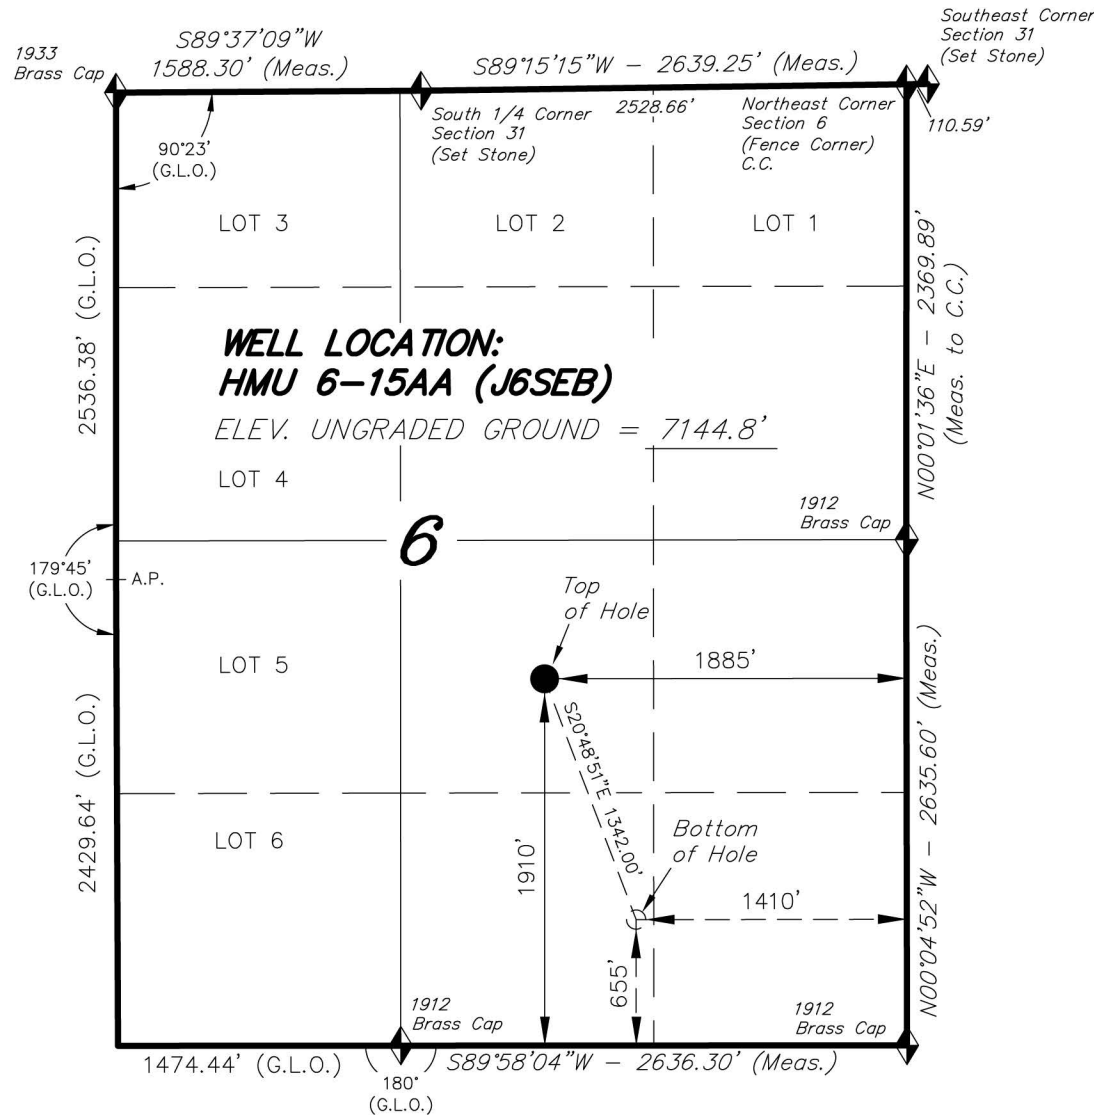 Southeast Corner
Section 31
(Set Stone)
1933
Brass Cap
S89°37'09"W
1588.30' (Meas.)
S89°15'15"W – 2639.25' (Meas.)
South 1/4 Corner
Section 31
(Set Stone)
2528.66'
Northeast Corner
Section 6
(Fence Corner)
C.C.
110.59'
90°23'
(G.L.O.)
LOT 3
LOT 2
LOT 1
2536.38' (G.L.O.)
N00°01'36"E – 2369.89'
(Meas. to C.C.)
WELL LOCATION:
HMU 6–15AA (J6SEB)
ELEV. UNGRADED GROUND = 7144.8'
LOT 4
1912
Brass Cap
6
179°45'
(G.L.O.)
A.P.
Top
of Hole
LOT 5
1885'
S20°48'51"E 1342.00'
2429.64' (G.L.O.)
N00°04'52"W – 2635.60' (Meas.)
LOT 6
1910'
Bottom
of Hole
1410'
655'
1912
Brass Cap
1912
Brass Cap
1474.44' (G.L.O.)
180°
(G.L.O.)
S89°58'04"W – 2636.30' (Meas.)